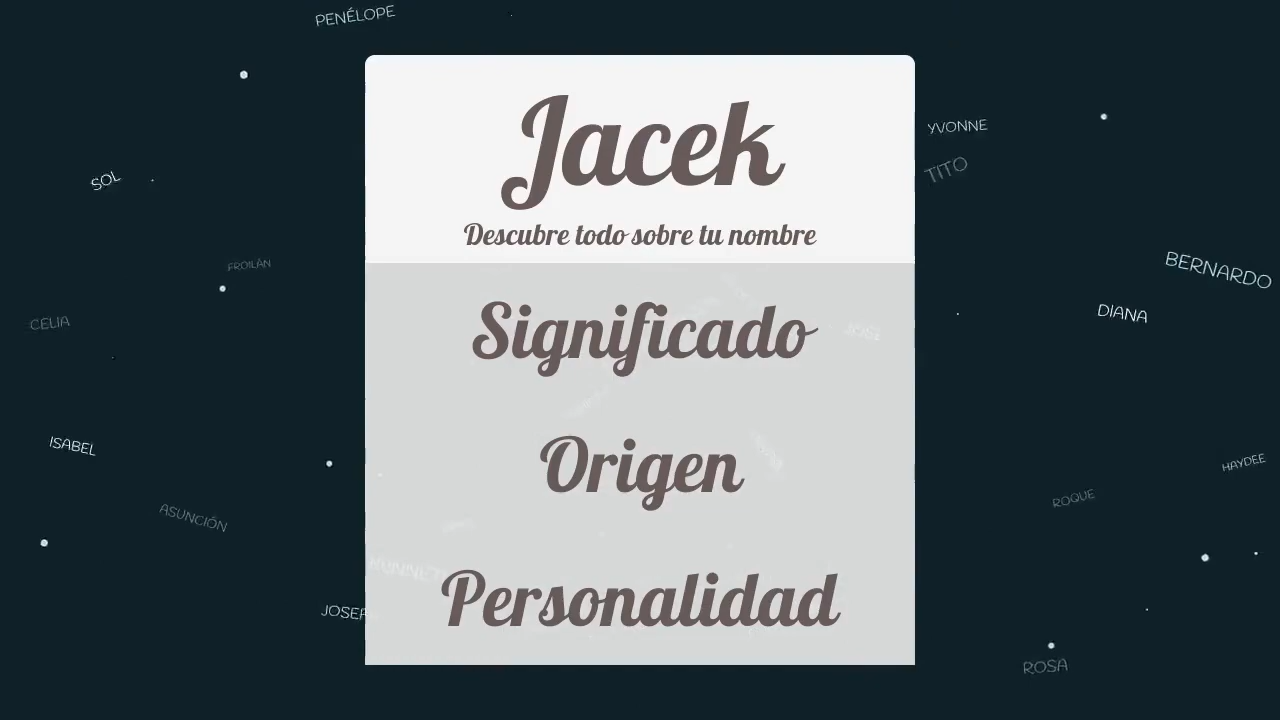 PENÉLOPE
Jacek
YVONNE
TITO
SOL
Descubre todo sobre tu nombre
FROILÁN
BERNARDO
CELIA
DIANA
Significado
JOSÉ
ISABEL
Origen
HAYDEE
ROQUE
ASUNCIÓN
Personalidad
ROSA